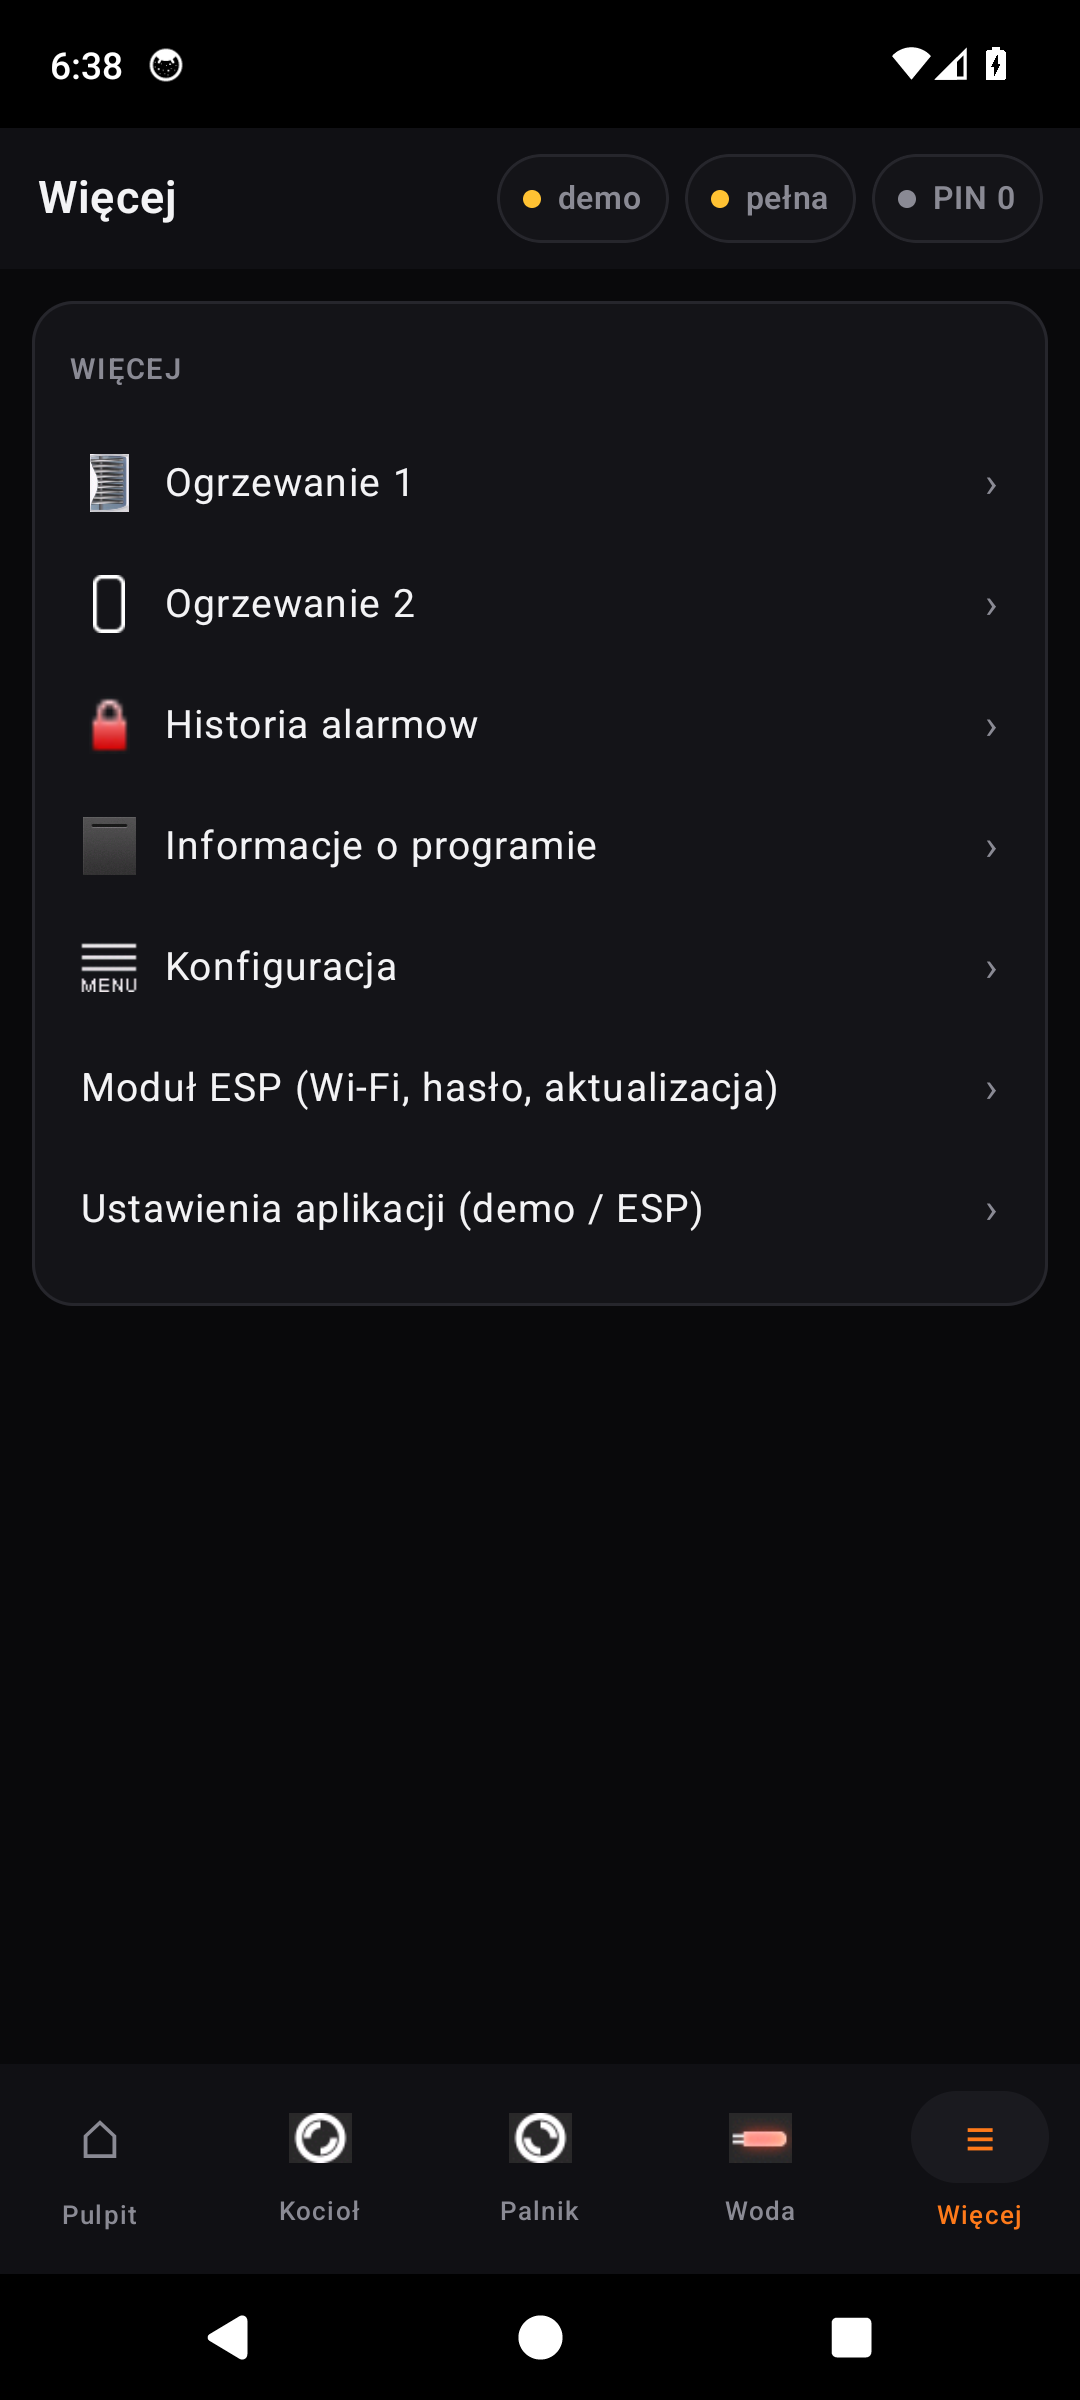 6:38
Więcej
demo
pełna
PIN 0
WIĘCEJ
Ogrzewanie 1
Ogrzewanie 2
Historia alarmow
Informacje o programie
MENU
Konfiguracja
Moduł ESP (Wi-Fi, hasło, aktualizacja)
Ustawienia aplikacji (demo / ESP)
Pulpit
Kocioł
Palnik
Woda
Więcej